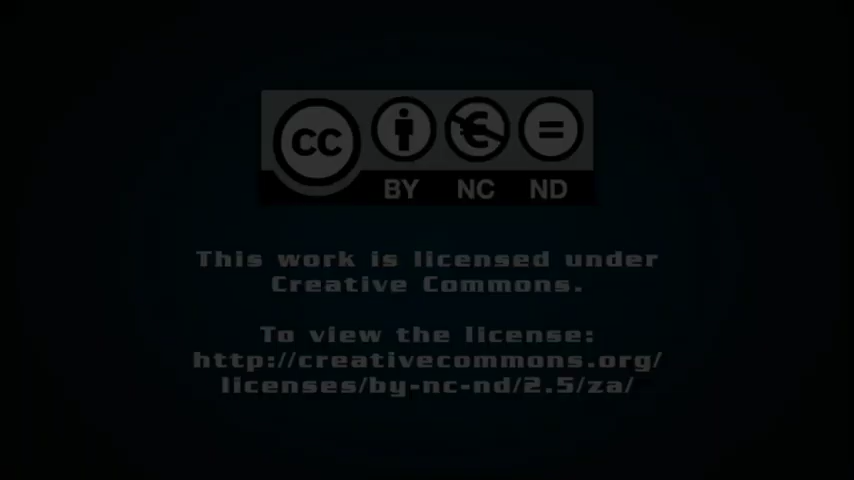 CC
BY NC ND
This work is licensed under
Creative Commons.
To view the license:
http://creativecommons.org/
licenses/by-nc-nd/2.5/za/